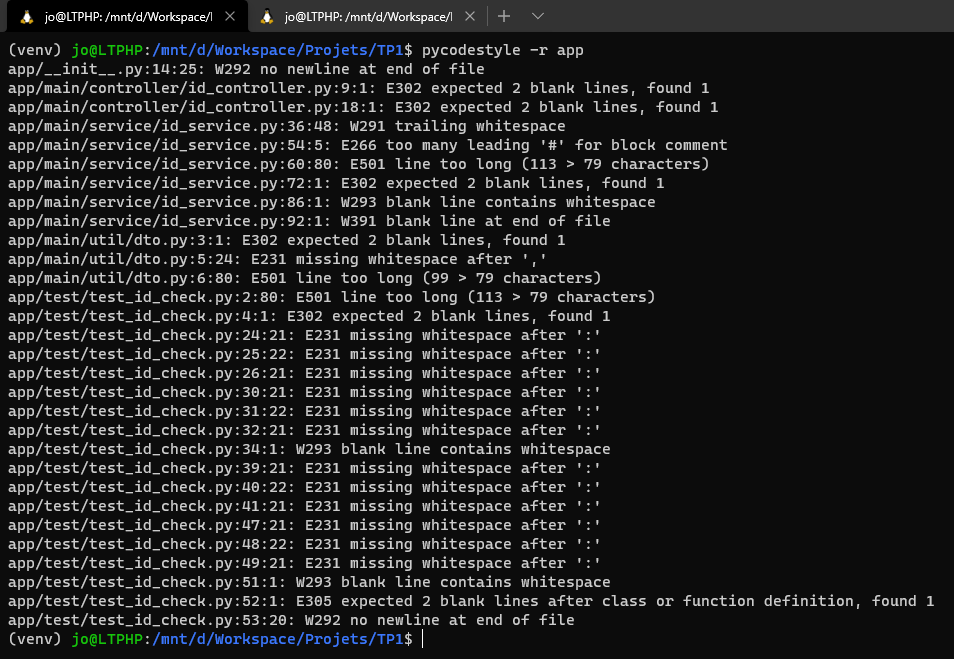 jo@LTPHP: /mnt/d/Workspace/
jo@LTPHP: /mnt/d/Workspace/
(venv) jo@LTPHP:/mnt/d/Workspace/Projets/TP1$ pycodestyle -r app
app/__init__.py:14:25: W292 no newline at end of file
app/main/controller/id_controller.py:9:1: E302 expected 2 blank lines, found 1
app/main/controller/id_controller.py:18:1: E302 expected 2 blank lines, found 1
app/main/service/id_service.py:36:48: W291 trailing whitespace
app/main/service/id_service.py:54:5: E266 too many leading '#' for block comment
app/main/service/id_service.py:60:80: E501 line too long (113 > 79 characters)
app/main/service/id_service.py:72:1: E302 expected 2 blank lines, found 1
app/main/service/id_service.py:86:1: W293 blank line contains whitespace
app/main/service/id_service.py:92:1: W391 blank line at end of file
app/main/util/dto.py:3:1: E302 expected 2 blank lines, found 1
app/main/util/dto.py:5:24: E231 missing whitespace after ','
app/main/util/dto.py:6:80: E501 line too long (99 > 79 characters)
app/test/test_id_check.py:2:80: E501 line too long (113 > 79 characters)
app/test/test_id_check.py:4:1: E302 expected 2 blank lines, found 1
app/test/test_id_check.py:24:21: E231 missing whitespace after ':'
app/test/test_id_check.py:25:22: E231 missing whitespace after ':'
app/test/test_id_check.py:26:21: E231 missing whitespace after ':'
app/test/test_id_check.py:30:21: E231 missing whitespace after ':'
app/test/test_id_check.py:31:22: E231 missing whitespace after ':'
app/test/test_id_check.py:32:21: E231 missing whitespace after ':'
app/test/test_id_check.py:34:1: W293 blank line contains whitespace
app/test/test_id_check.py:39:21: E231 missing whitespace after ':'
app/test/test_id_check.py:40:22: E231 missing whitespace after ':'
app/test/test_id_check.py:41:21: E231 missing whitespace after ':'
app/test/test_id_check.py:47:21: E231 missing whitespace after ':'
app/test/test_id_check.py:48:22: E231 missing whitespace after ':'
app/test/test_id_check.py:49:21: E231 missing whitespace after ':'
app/test/test_id_check.py:51:1: W293 blank line contains whitespace
app/test/test_id_check.py:52:1: E305 expected 2 blank lines after class or function definition, found 1
app/test/test_id_check.py:53:20: W292 no newline at end of file
(venv) jo@LTPHP:/mnt/d/Workspace/Projets/TP1$